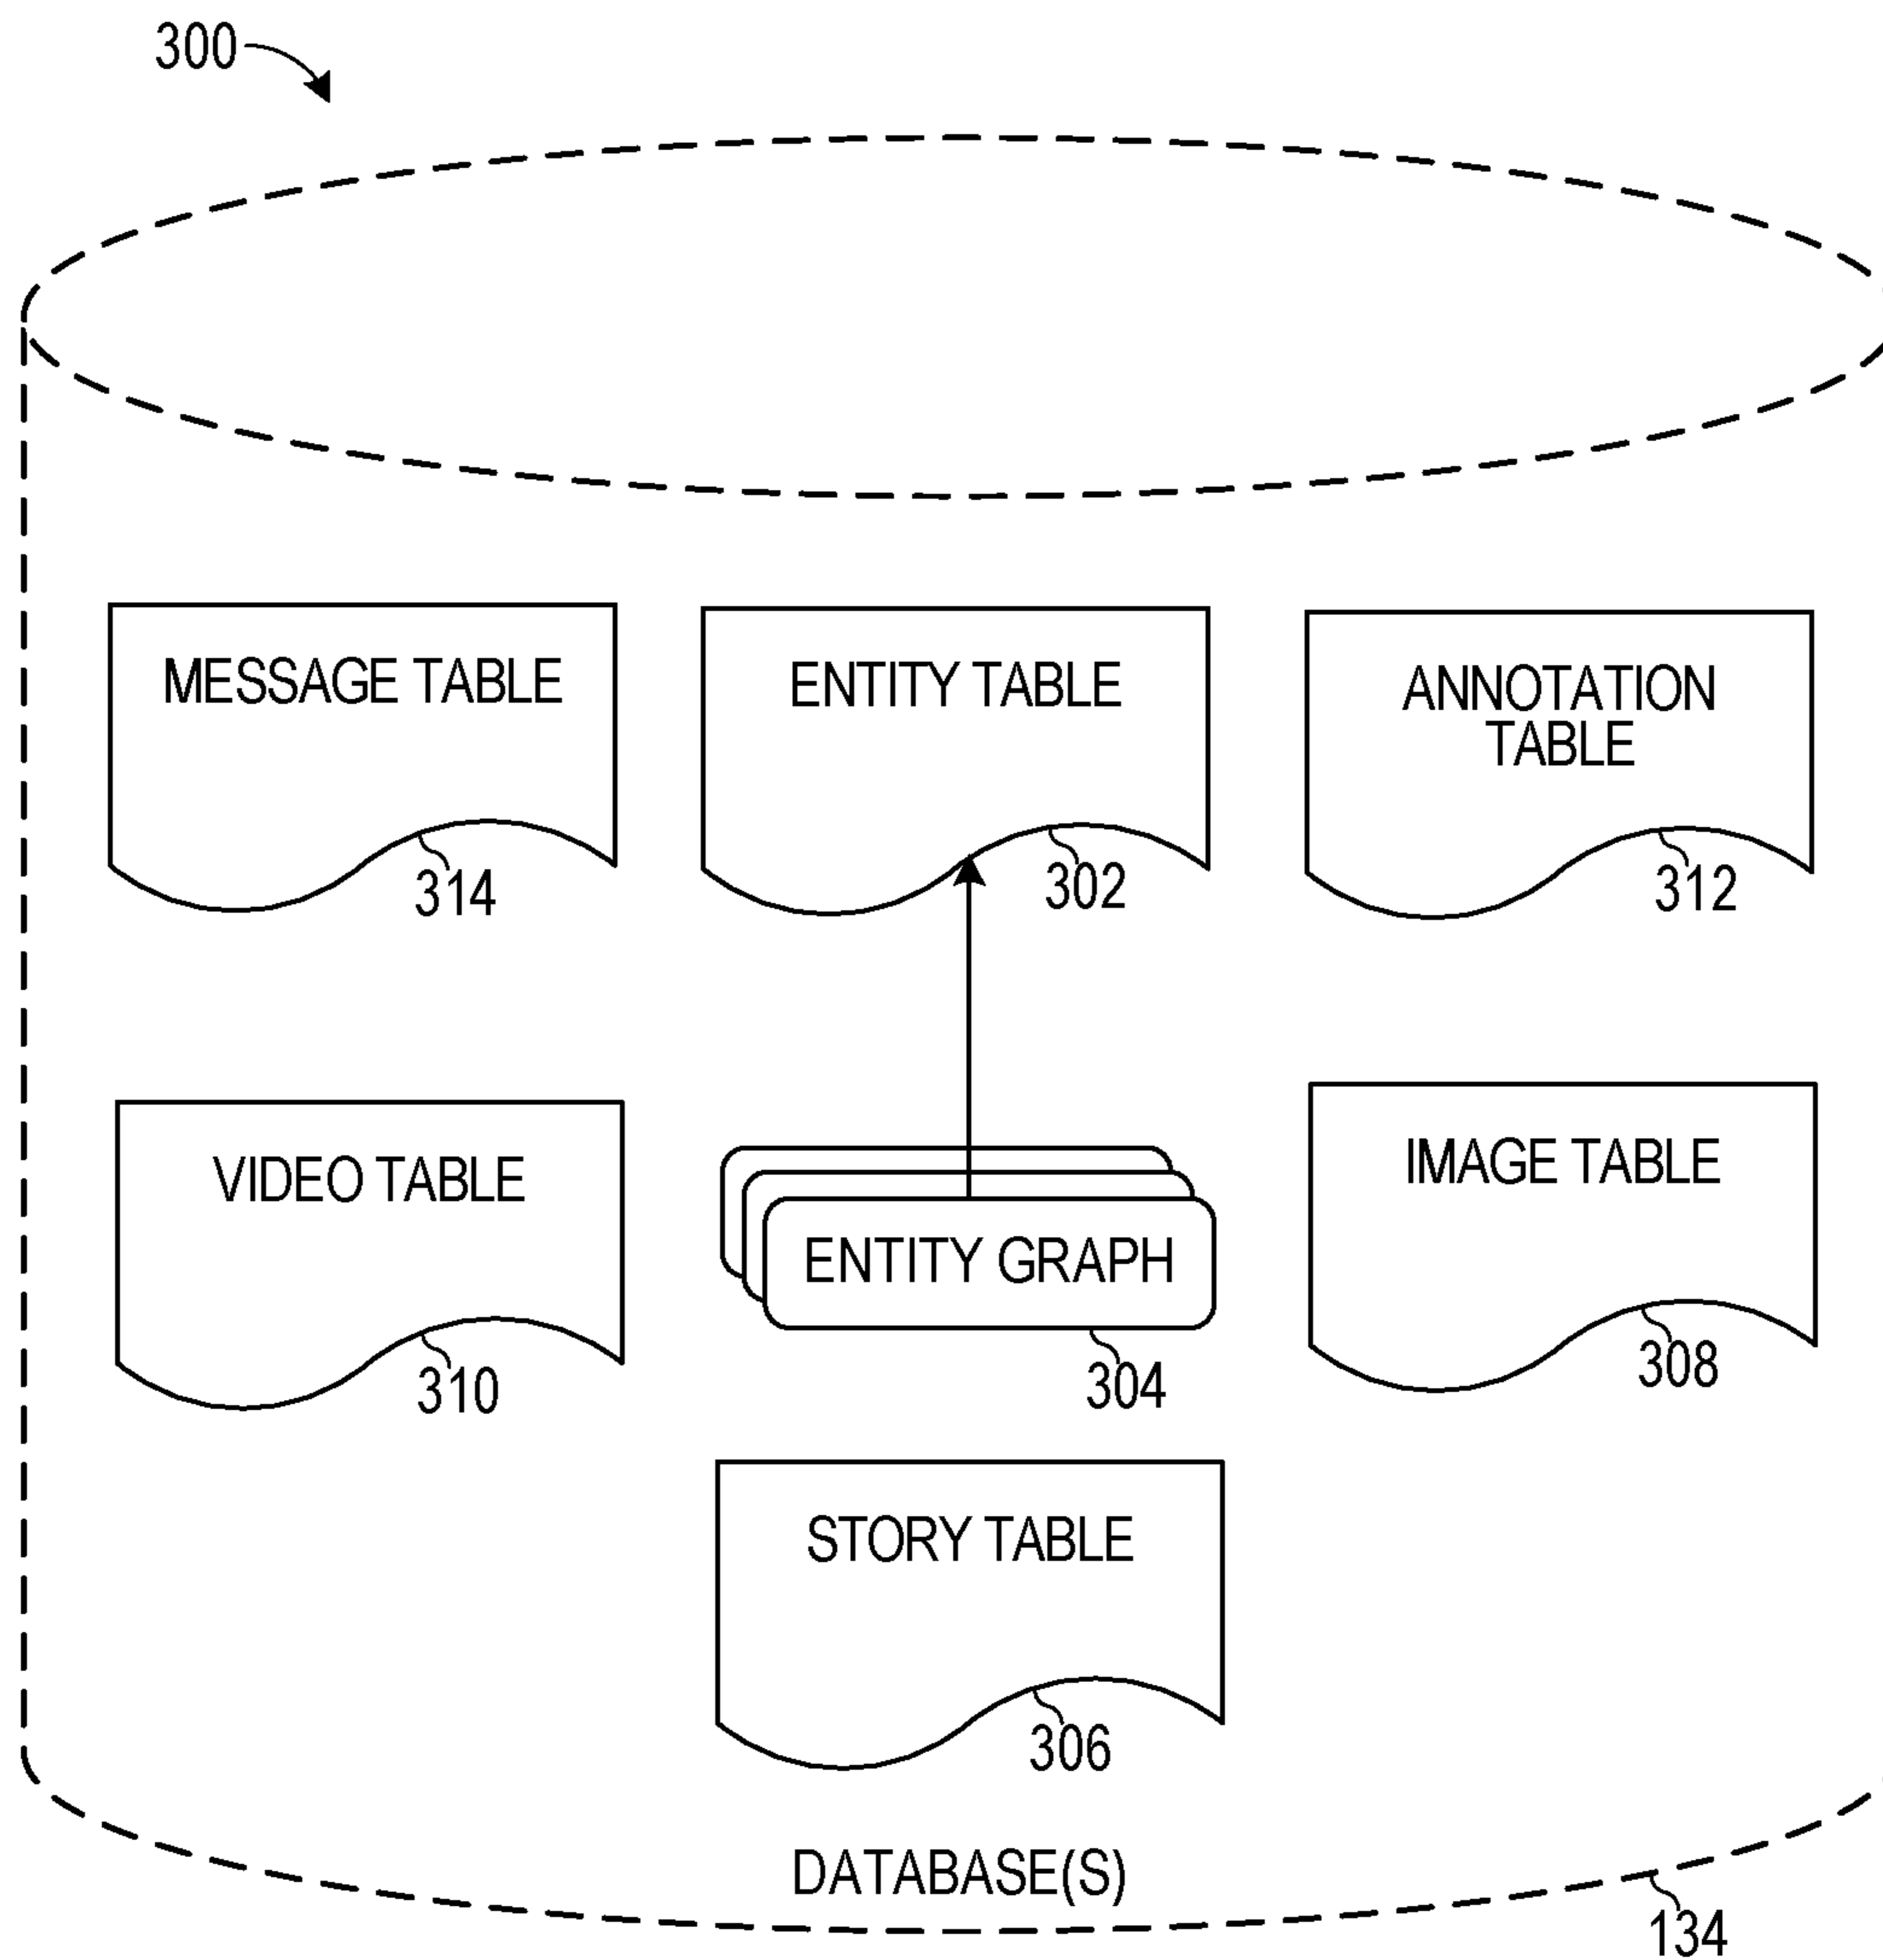 300
MESSAGE TABLE
314
ENTITY TABLE
302
ANNOTATION
TABLE
312
VIDEO TABLE
310
ENTITY GRAPH
304
IMAGE TABLE
308
STORY TABLE
306
DATABASE(S)
134